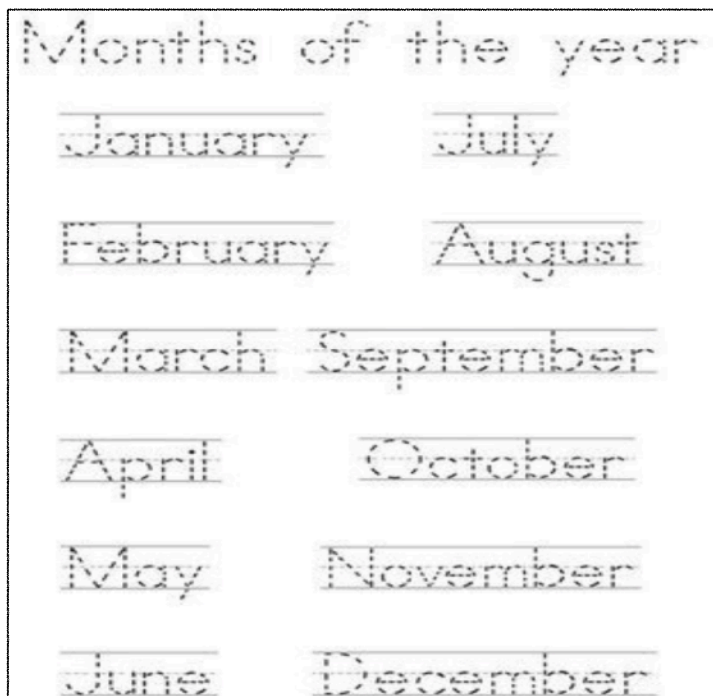 Months of the year
January July
February August
March September
April October
May November
June December